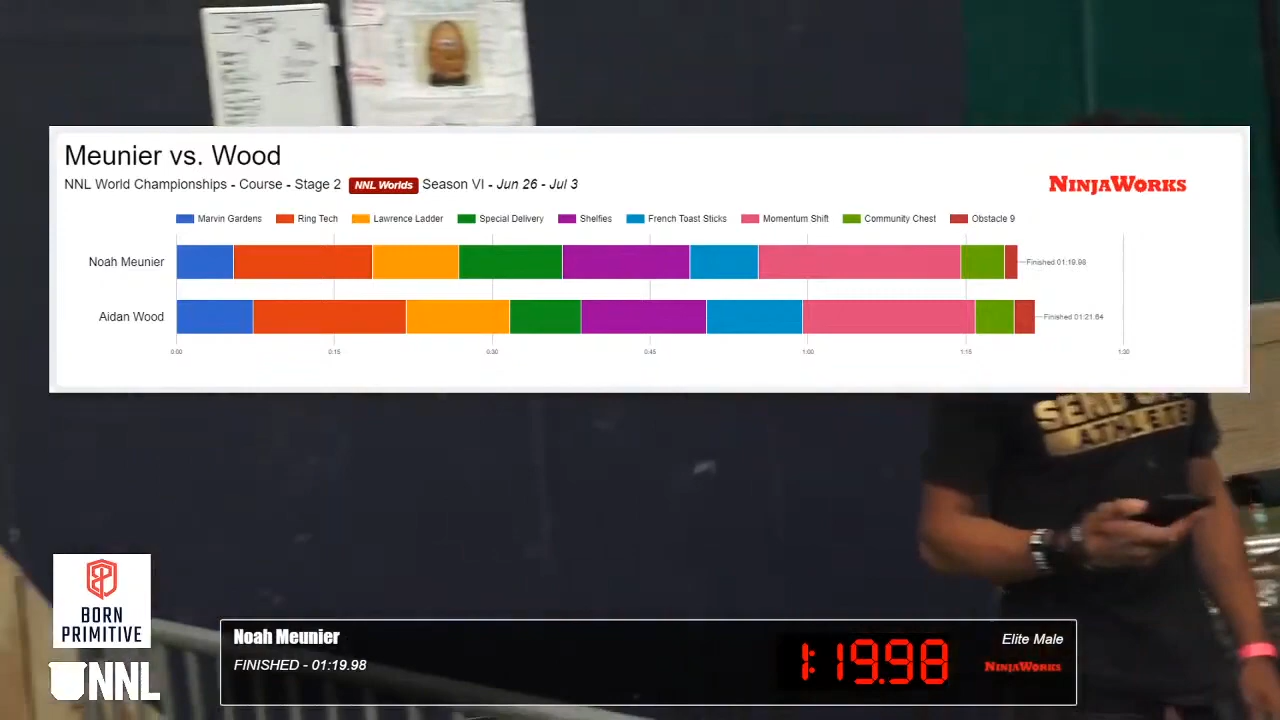 Meunier vs. Wood
NNL World Championships - Course - Stage 2 NNL Worlds Season VI - Jun 26 - Jul 3
NINJAWORKS
Marvin Gardens Ring Tech Lawrence Ladder Special Delivery Shelfies French Toast Sticks Momentum Shift Community Chest Obstacle 9
Noah Meunier
Finished 01:19.98
Aidan Wood
Finished 01:21.64
0:00 0:15 0:30 0:45 1:00 1:15 1:30
SEND
ATHLETE
BORN
PRIMITIVE
NNL
Noah Meunier
FINISHED - 01:19.98
1:19.98
Elite Male
NINJAWORKS